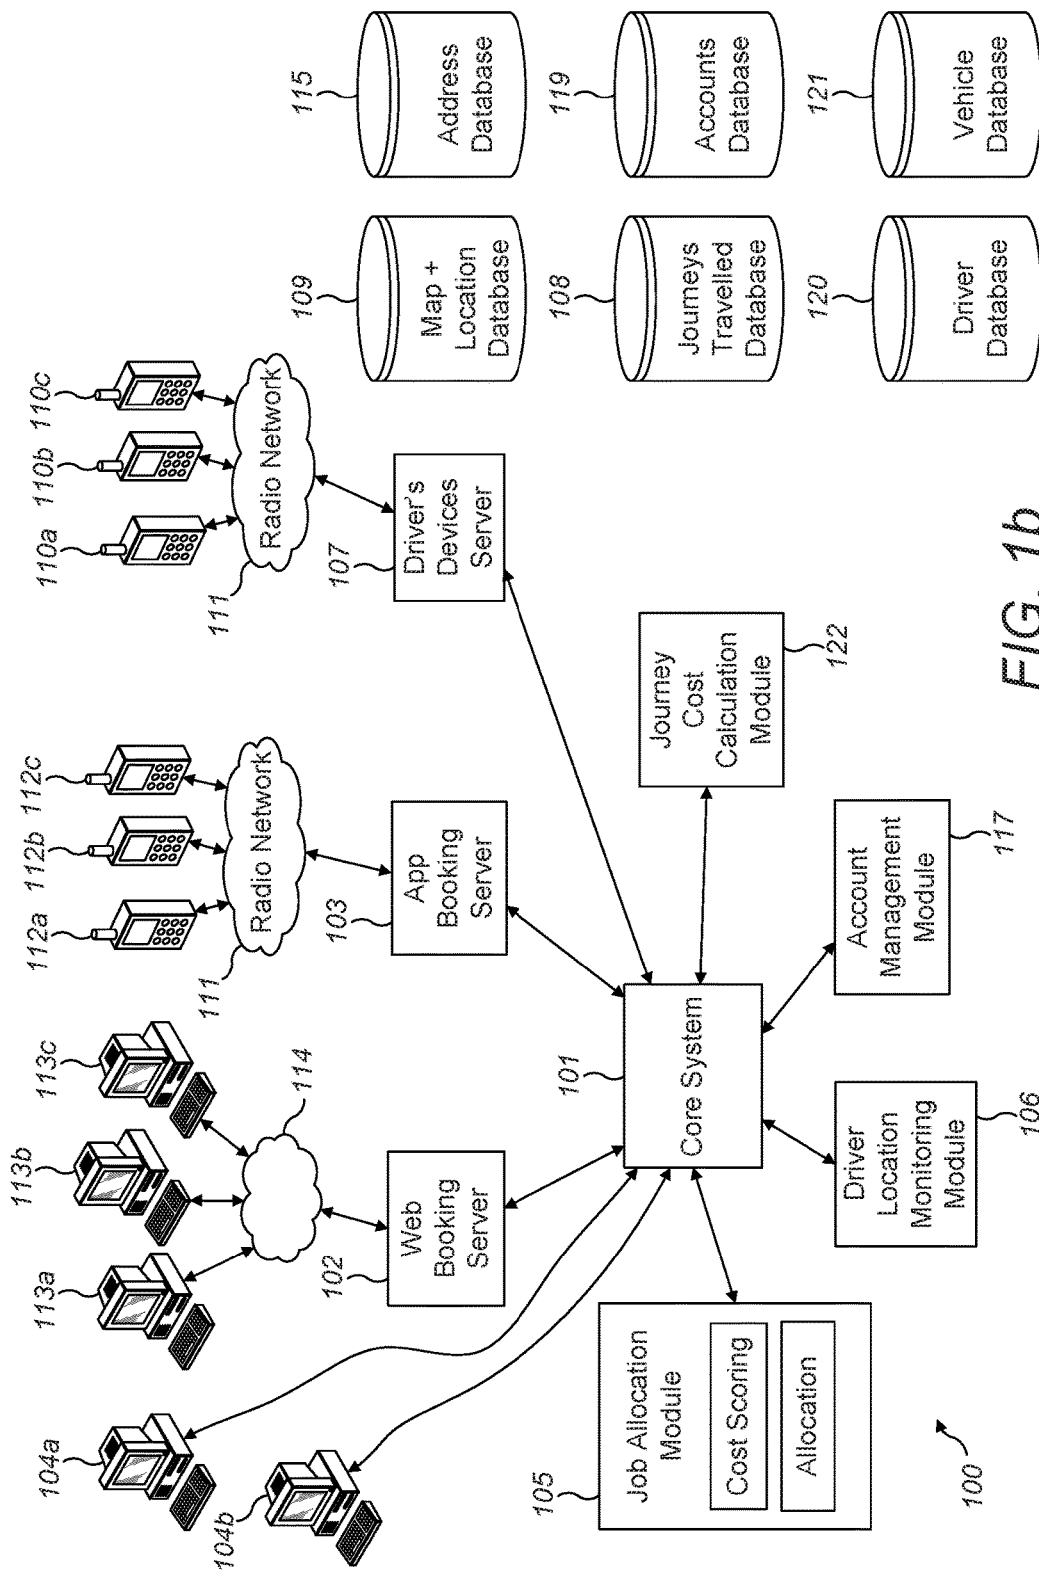 104a
104b
113a
113b
113c
114
112a
112b
112c
111
Radio Network
110a
110b
110c
111
Radio Network
102
Web
Booking
Server
103
App
Booking
Server
107
Driver's
Devices
Server
109
Map +
Location
Database
115
Address
Database
108
Journeys
Travelled
Database
119
Accounts
Database
120
Driver
Database
121
Vehicle
Database
105
Job Allocation
Module
Cost Scoring
Allocation
101
Core System
Journey
Cost
Calculation
Module
122
Driver
Location
Monitoring
Module
106
Account
Management
Module
117
100
FIG. 1b